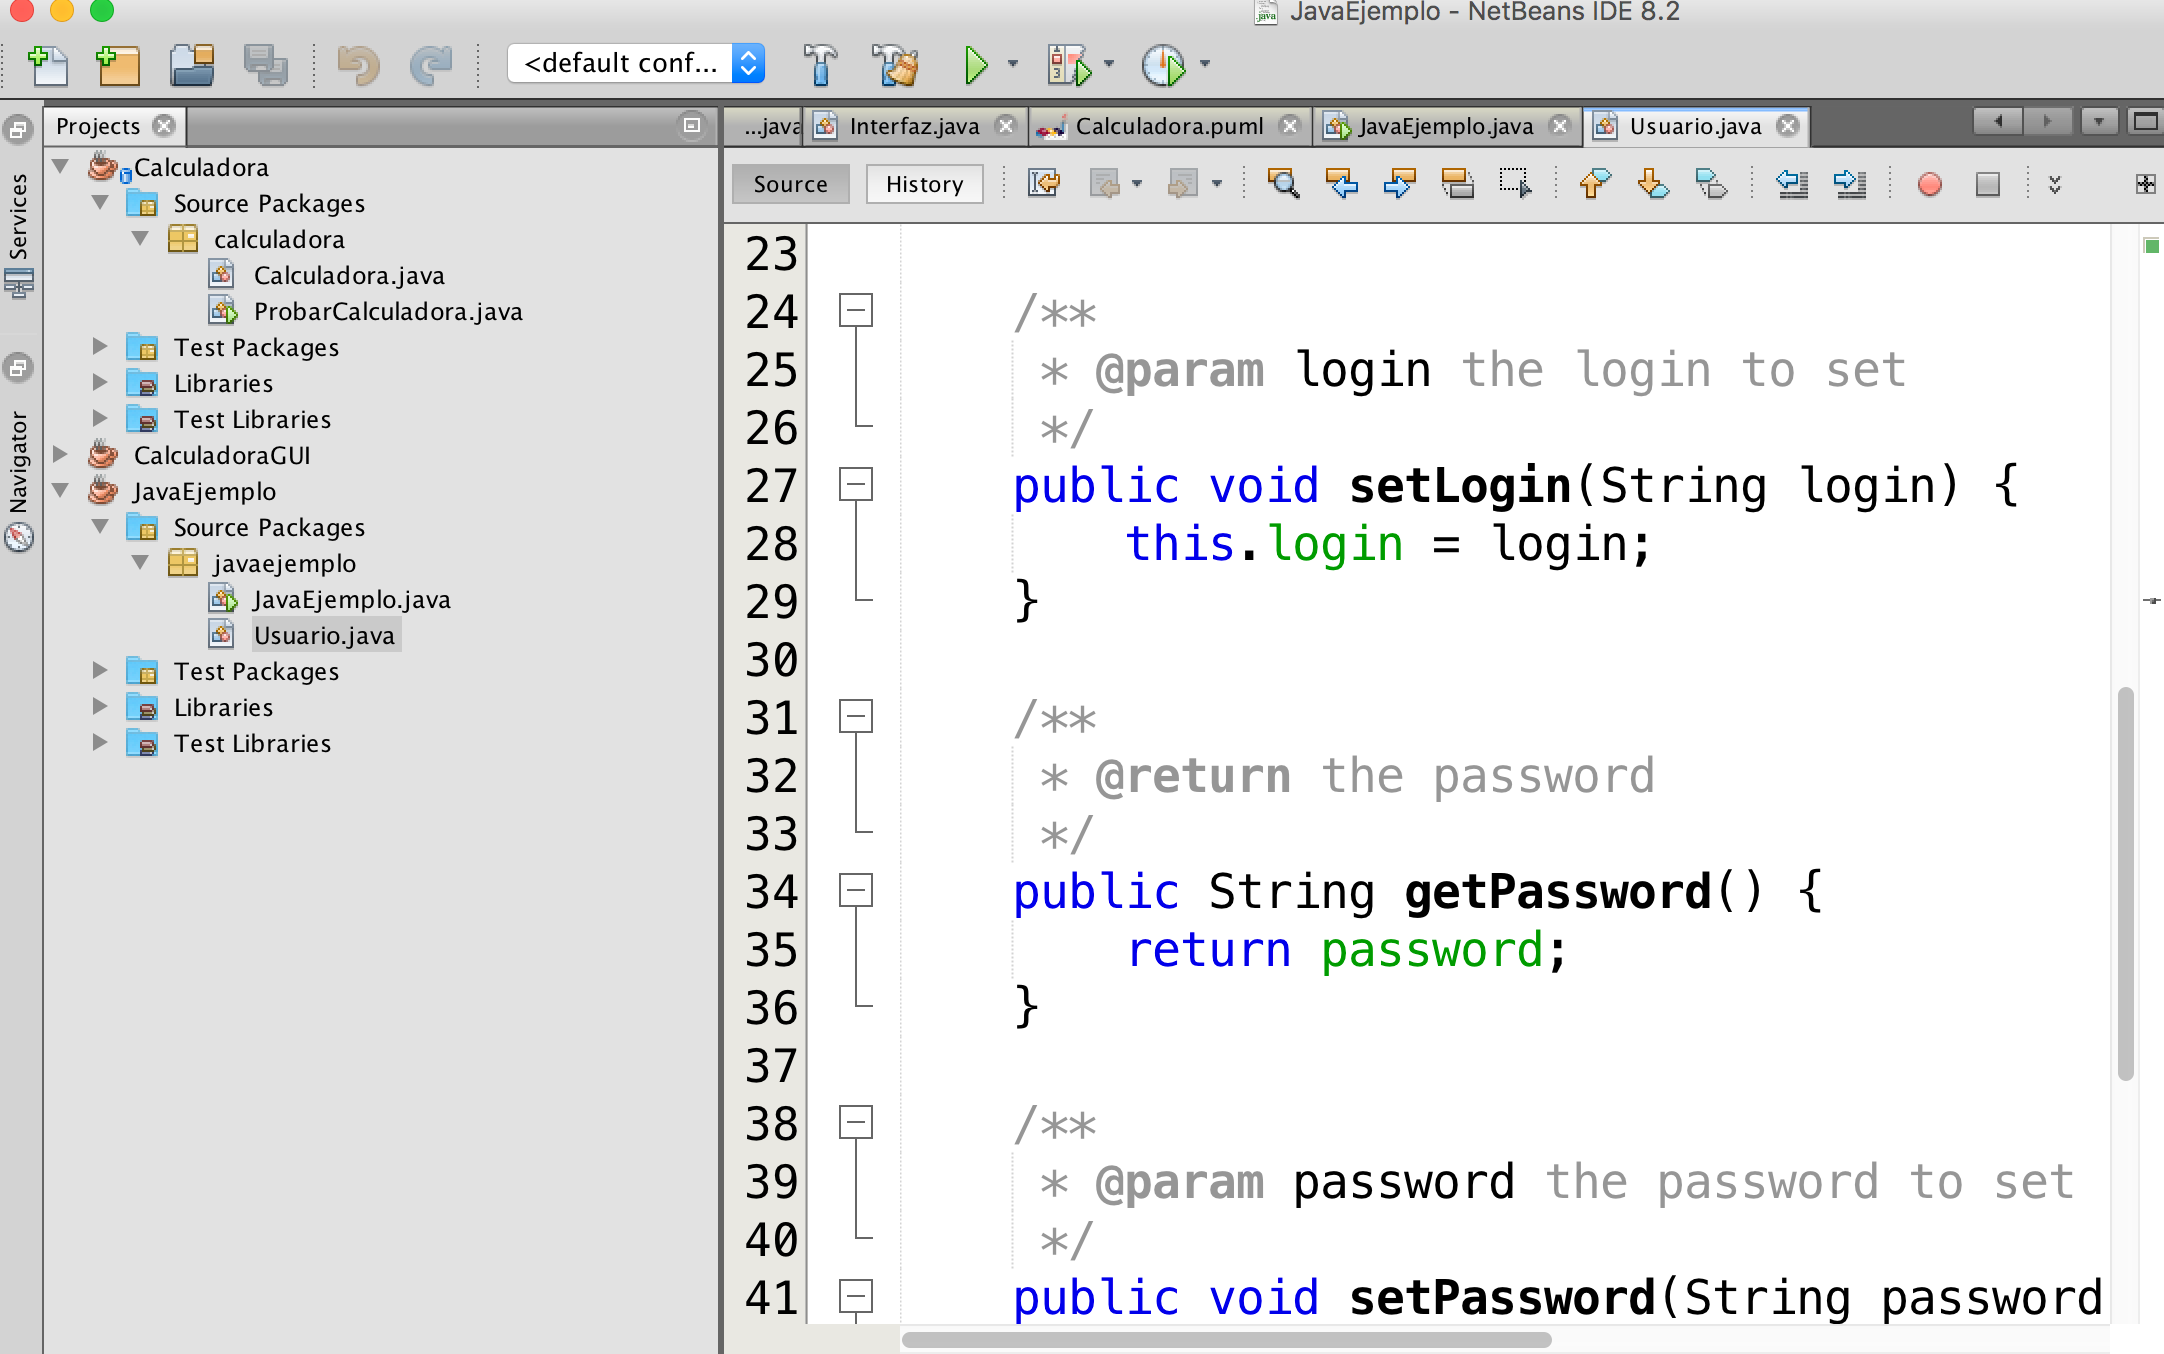 JavaEjemplo - NetBeans IDE 8.2
<default conf...
Projects
...java
Interfaz.java
Calculadora.puml
JavaEjemplo.java
Usuario.java
Source
History
Services
Navigator
Calculadora
Source Packages
calculadora
Calculadora.java
ProbarCalculadora.java
Test Packages
Libraries
Test Libraries
CalculadoraGUI
JavaEjemplo
Source Packages
javaejemplo
JavaEjemplo.java
Usuario.java
Test Packages
Libraries
Test Libraries
23
24 /**
25 * @param login the login to set
26 */
27 public void setLogin(String login) {
28 this.login = login;
29 }
30
31 /**
32 * @return the password
33 */
34 public String getPassword() {
35 return password;
36 }
37
38 /**
39 * @param password the password to set
40 */
41 public void setPassword(String password